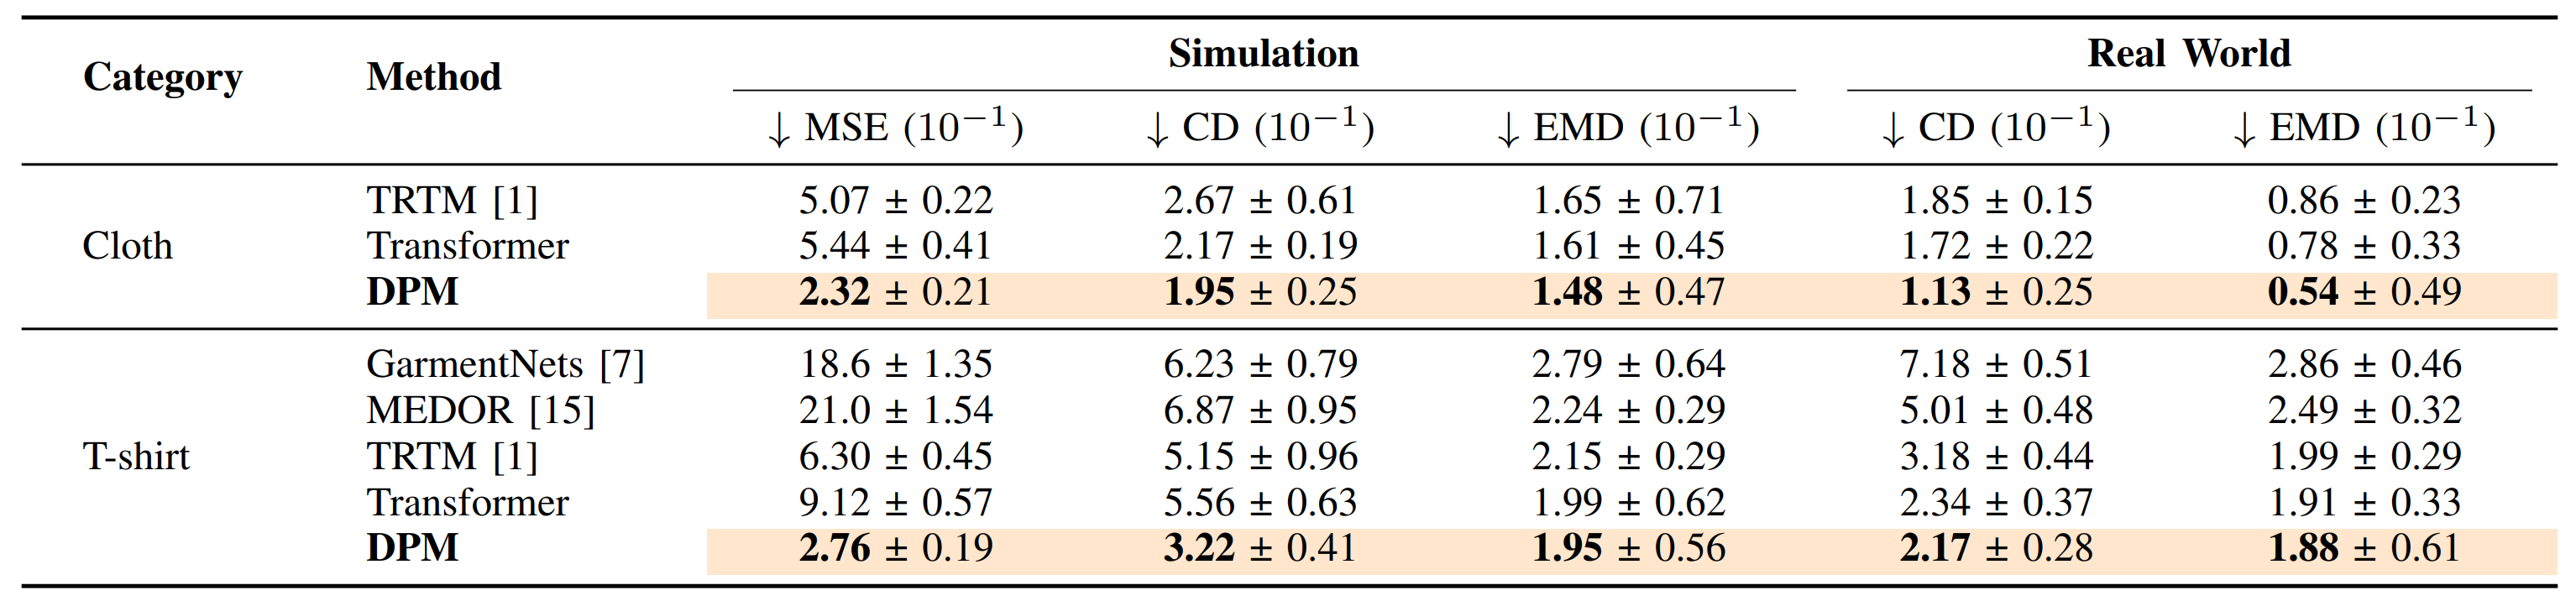 Category Method Simulation Real World
↓ MSE (10⁻¹) ↓ CD (10⁻¹) ↓ EMD (10⁻¹) ↓ CD (10⁻¹) ↓ EMD (10⁻¹)
TRTM [1] 5.07 ± 0.22 2.67 ± 0.61 1.65 ± 0.71 1.85 ± 0.15 0.86 ± 0.23
Cloth Transformer 5.44 ± 0.41 2.17 ± 0.19 1.61 ± 0.45 1.72 ± 0.22 0.78 ± 0.33
DPM 2.32 ± 0.21 1.95 ± 0.25 1.48 ± 0.47 1.13 ± 0.25 0.54 ± 0.49
GarmentNets [7] 18.6 ± 1.35 6.23 ± 0.79 2.79 ± 0.64 7.18 ± 0.51 2.86 ± 0.46
MEDOR [15] 21.0 ± 1.54 6.87 ± 0.95 2.24 ± 0.29 5.01 ± 0.48 2.49 ± 0.32
T-shirt TRTM [1] 6.30 ± 0.45 5.15 ± 0.96 2.15 ± 0.29 3.18 ± 0.44 1.99 ± 0.29
Transformer 9.12 ± 0.57 5.56 ± 0.63 1.99 ± 0.62 2.34 ± 0.37 1.91 ± 0.33
DPM 2.76 ± 0.19 3.22 ± 0.41 1.95 ± 0.56 2.17 ± 0.28 1.88 ± 0.61